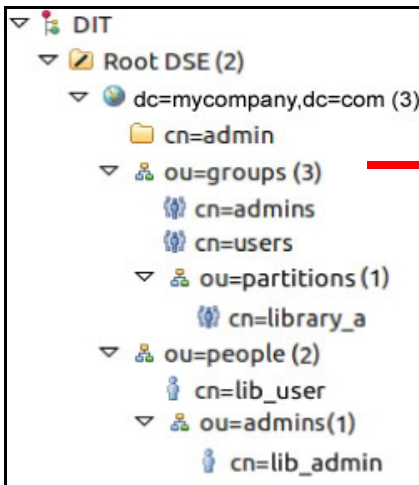 DIT
Root DSE (2)
dc=mycompany,dc=com (3)
cn=admin
ou=groups (3)
cn=admins
cn=users
ou=partitions (1)
cn=library_a
ou=people (2)
cn=lib_user
ou=admins(1)
cn=lib_admin